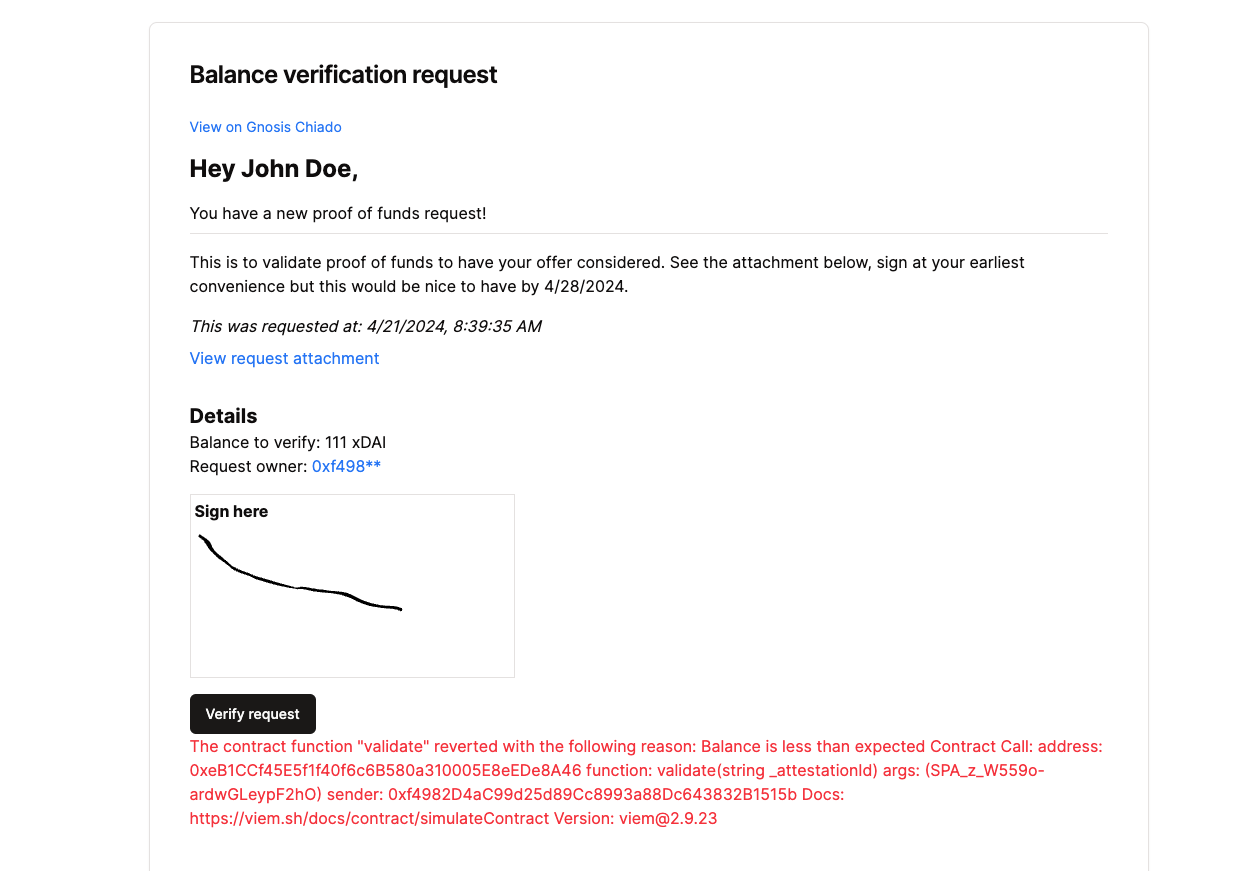 Balance verification request
View on Gnosis Chiado
Hey John Doe,
You have a new proof of funds request!
This is to validate proof of funds to have your offer considered. See the attachment below, sign at your earliest
convenience but this would be nice to have by 4/28/2024.
This was requested at: 4/21/2024, 8:39:35 AM
View request attachment
Details
Balance to verify: 111 xDAI
Request owner: 0xf498**
Sign here
Verify request
The contract function "validate" reverted with the following reason: Balance is less than expected Contract Call: address:
0xeB1CCf45E5f1f40f6c6B580a310005E8eEDe8A46 function: validate(string _attestationId) args: (SPA_z_W559o-
ardwGLeypF2hO) sender: 0xf4982D4aC99d25d89Cc8993a88Dc643832B1515b Docs:
https://viem.sh/docs/contract/simulateContract Version: viem@2.9.23